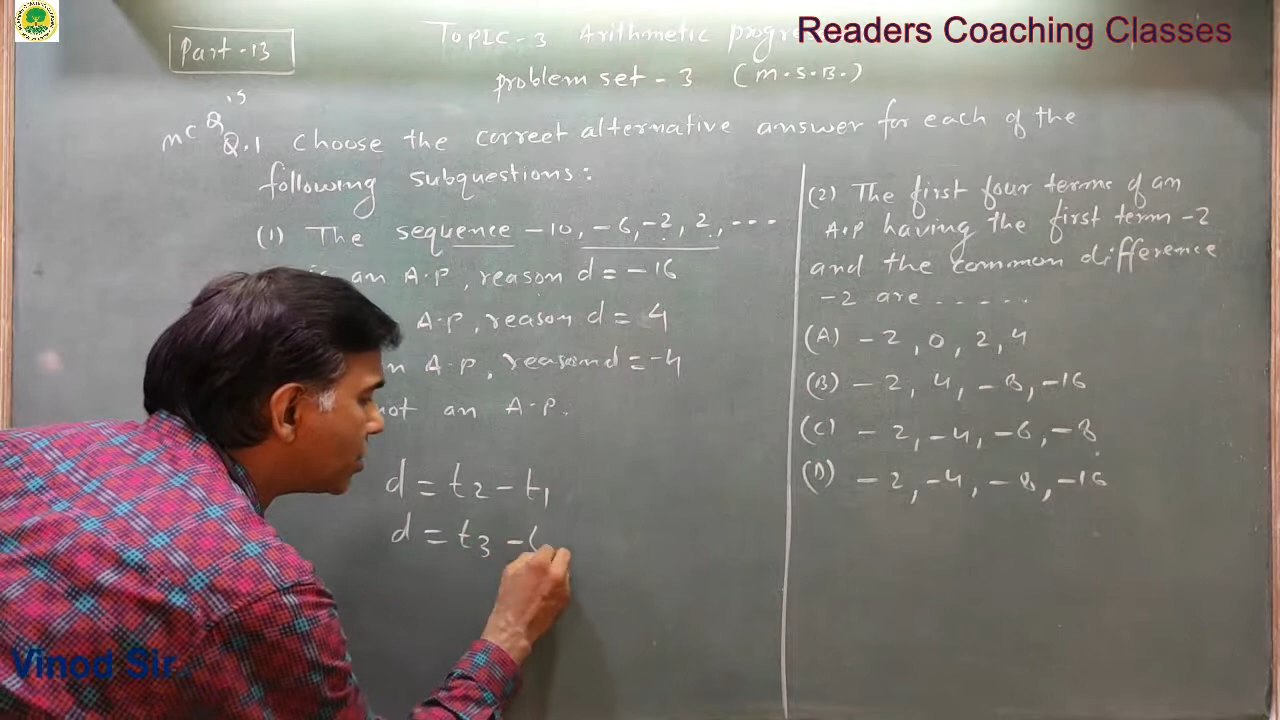 Readers Coaching Classes
Part-13
TOPIC-3 Arithmetic progre
problem set - 3 (M.S.B.)
MCQ's
Q.1 Choose the correct alternative answer for each of the
following subquestions:
(1) The sequence -10, -6, -2, 2, ...
is an A.P, reason d = -16
A.P, reason d = 4
n A.P, reason d = -4
not an A.P.
d = t2 - t1
d = t3 - t
(2) The first four terms of an
A.P having the first term -2
and the common difference
-2 are .....
(A) -2, 0, 2, 4
(B) -2, 4, -8, -16
(C) -2, -4, -6, -8
(D) -2, -4, -8, -16
Vinod Sir